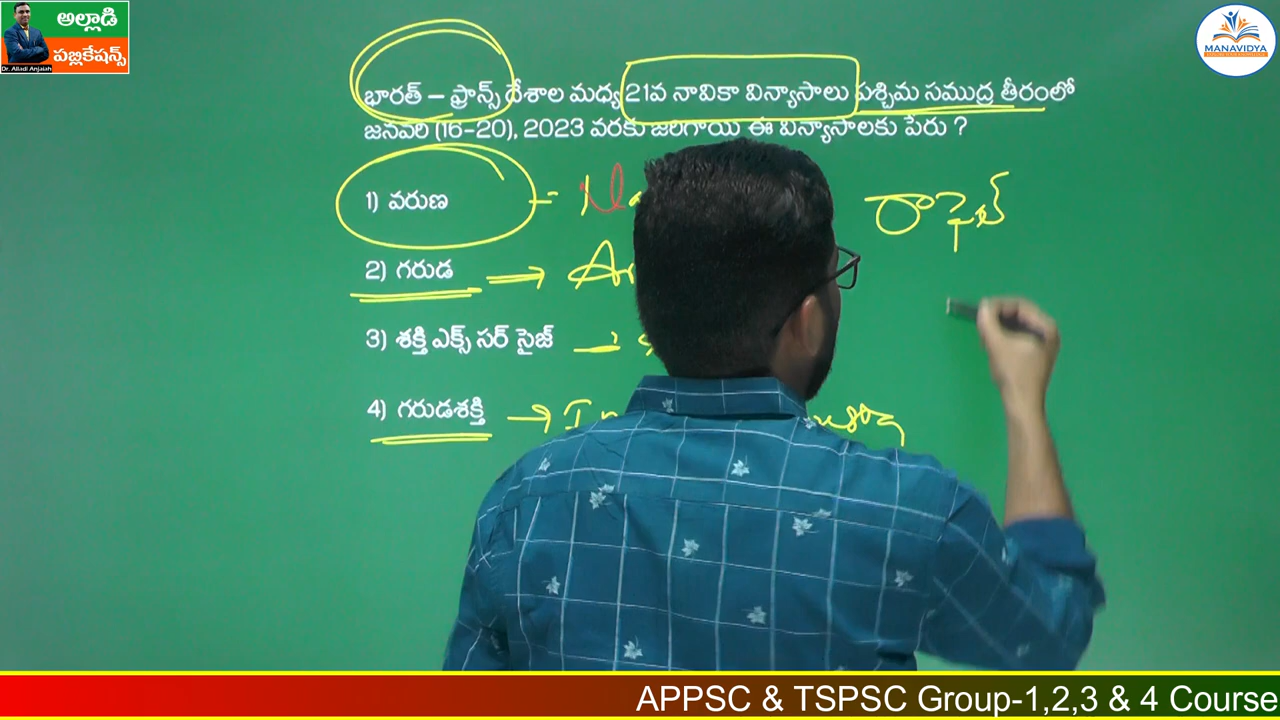 అల్లాడి
పబ్లికేషన్స్
Dr. Alladi Anjaiah
MANAVIDYA
భారత్ – ఫ్రాన్స్ దేశాల మధ్య 21వ నావికా విన్యాసాలు పశ్చిమ సముద్ర తీరంలో
జనవరి (16-20), 2023 వరకు జరిగాయి ఈ విన్యాసాలకు పేరు ?
1) వరుణ =
రాఫెల్
2) గరుడ →
3) శక్తి ఎక్స్ సర్ సైజ్
4) గరుడశక్తి →
APPSC & TSPSC Group-1,2,3 & 4 Course